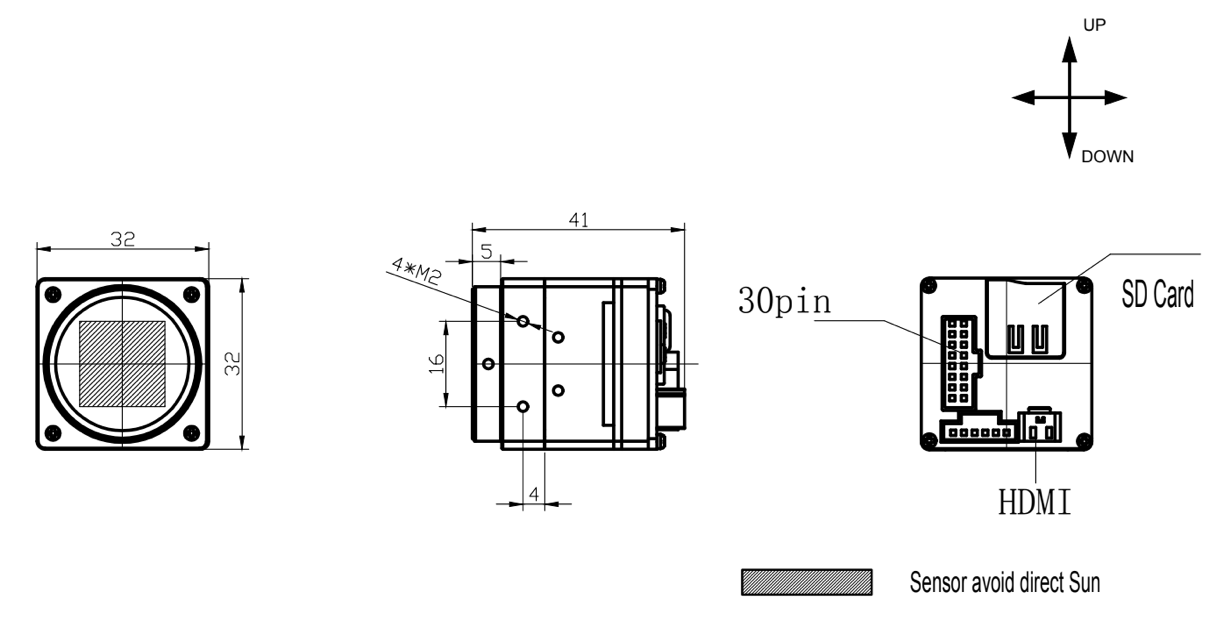 UP
DOWN
32
32
41
5
4*M2
16
4
30pin
SD Card
HDMI
Sensor avoid direct Sun